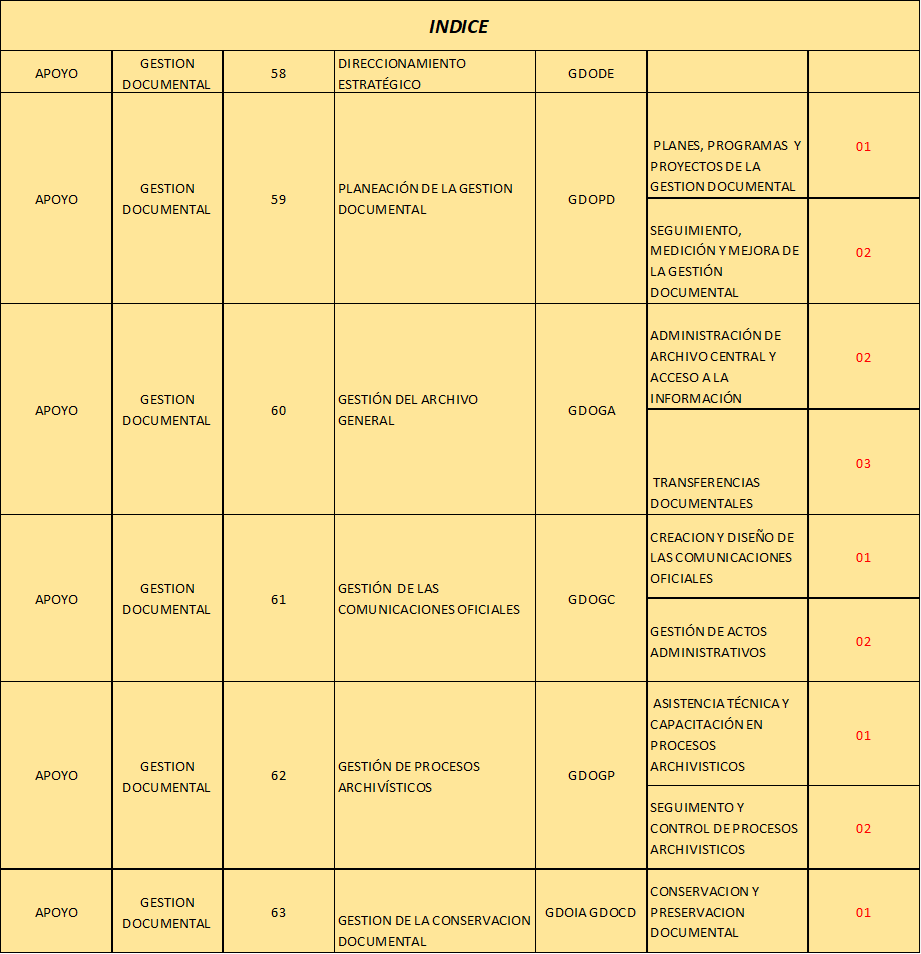 INDICE
APOYO
GESTION
DOCUMENTAL
58
DIRECCIONAMIENTO
ESTRATÉGICO
GDODE
APOYO
GESTION
DOCUMENTAL
59
PLANEACIÓN DE LA GESTION
DOCUMENTAL
GDOPD
PLANES, PROGRAMAS Y
PROYECTOS DE LA
GESTION DOCUMENTAL
01
SEGUIMIENTO,
MEDICIÓN Y MEJORA DE
LA GESTIÓN
DOCUMENTAL
02
APOYO
GESTION
DOCUMENTAL
60
GESTIÓN DEL ARCHIVO
GENERAL
GDOGA
ADMINISTRACIÓN DE
ARCHIVO CENTRAL Y
ACCESO A LA
INFORMACIÓN
02
TRANSFERENCIAS
DOCUMENTALES
03
APOYO
GESTION
DOCUMENTAL
61
GESTIÓN DE LAS
COMUNICACIONES OFICIALES
GDOGC
CREACION Y DISEÑO DE
LAS COMUNICACIONES
OFICIALES
01
GESTIÓN DE ACTOS
ADMINISTRATIVOS
02
APOYO
GESTION
DOCUMENTAL
62
GESTIÓN DE PROCESOS
ARCHIVÍSTICOS
GDOGP
ASISTENCIA TÉCNICA Y
CAPACITACIÓN EN
PROCESOS
ARCHIVISTICOS
01
SEGUIMENTO Y
CONTROL DE PROCESOS
ARCHIVISTICOS
02
APOYO
GESTION
DOCUMENTAL
63
GESTION DE LA CONSERVACION
DOCUMENTAL
GDOIA GDOCD
CONSERVACION Y
PRESERVACION
DOCUMENTAL
01